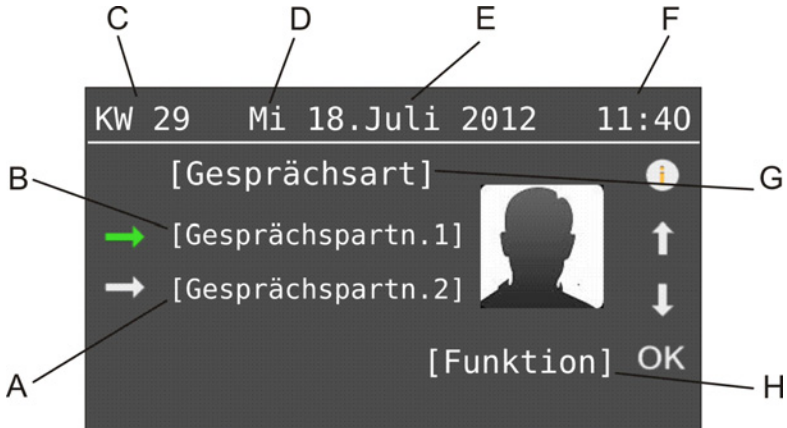 C D E F
KW 29 Mi 18.Juli 2012 11:40
[Gesprächsart] i
B G
[Gesprächspartn.1]
[Gesprächspartn.2]
[Funktion] OK
A H